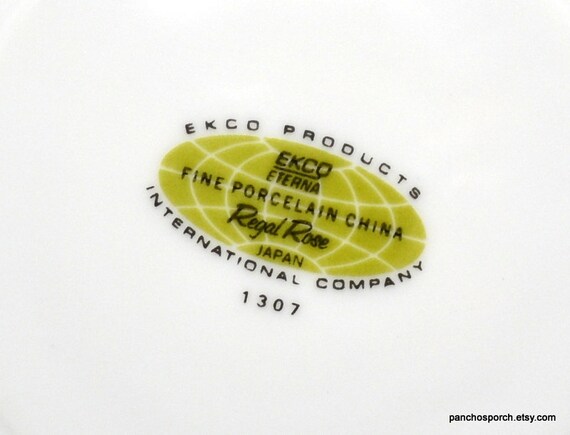 EKCO PRODUCTS
EKCO
ETERNA
FINE PORCELAIN CHINA
Regal Rose
JAPAN
INTERNATIONAL COMPANY
1307
panchosporch.etsy.com